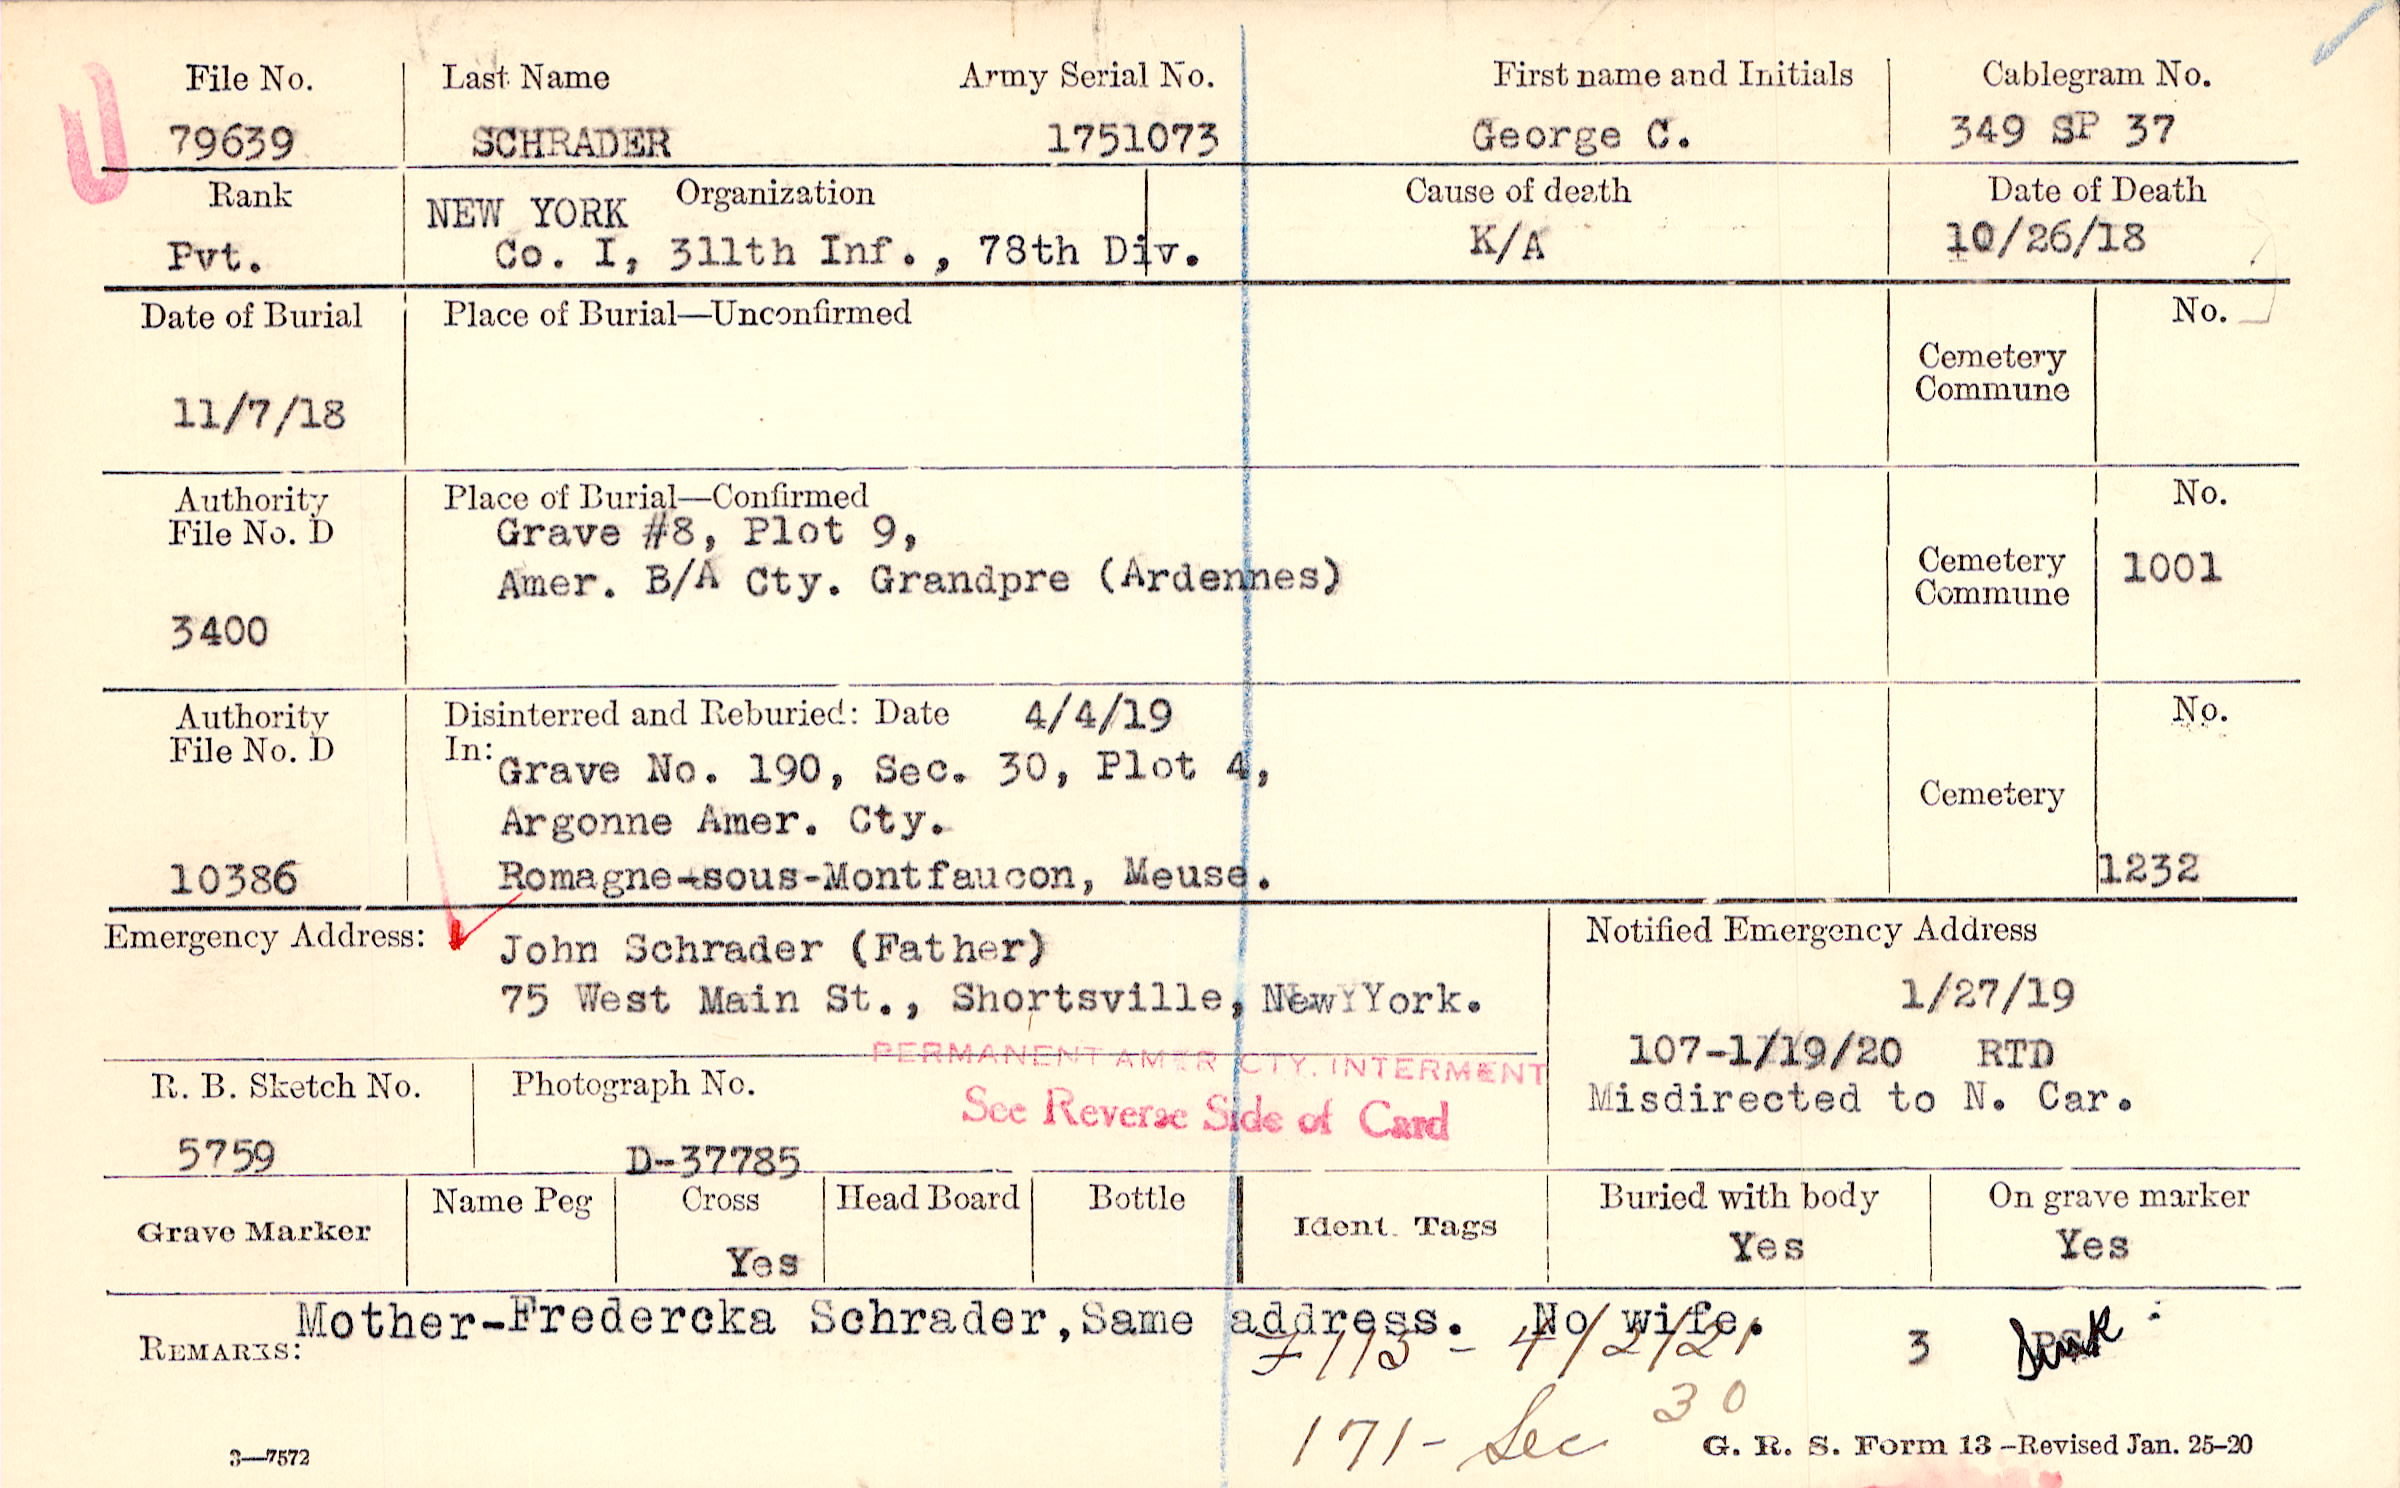 File No. Last Name Army Serial No. First name and Initials Cablegram No.
79639 SCHRADER 1751073 George C. 349 SP 37
Rank Organization Cause of death Date of Death
NEW YORK
Pvt. Co. I, 311th Inf., 78th Div. K/A 10/26/18
Date of Burial Place of Burial—Unconfirmed No.
Cemetery
Commune
11/7/18
Authority Place of Burial—Confirmed No.
File No. D Grave #8, Plot 9,
Amer. B/A Cty. Grandpre (Ardennes) Cemetery 1001
Commune
3400
Authority Disinterred and Reburied: Date 4/4/19 No.
File No. D In: Grave No. 190, Sec. 30, Plot 4,
Argonne Amer. Cty. Cemetery
10386 Romagne-sous-Montfaucon, Meuse. 1232
Emergency Address: John Schrader (Father) Notified Emergency Address
75 West Main St., Shortsville, New York. 1/27/19
107-1/19/20 RTD
PERMANENT AMER CTY. INTERMENT
Misdirected to N. Car.
R. B. Sketch No. Photograph No. See Reverse Side of Card
5759 D-37785
Grave Marker Name Peg Cross Head Board Bottle Ident. Tags Buried with body On grave marker
Yes Yes Yes
REMARKS: Mother-Fredercka Schrader,Same address. No wife.
113 - 4/2/21 3
171 - Sec 30
3—7572 G. R. S. Form 13 —Revised Jan. 25-20